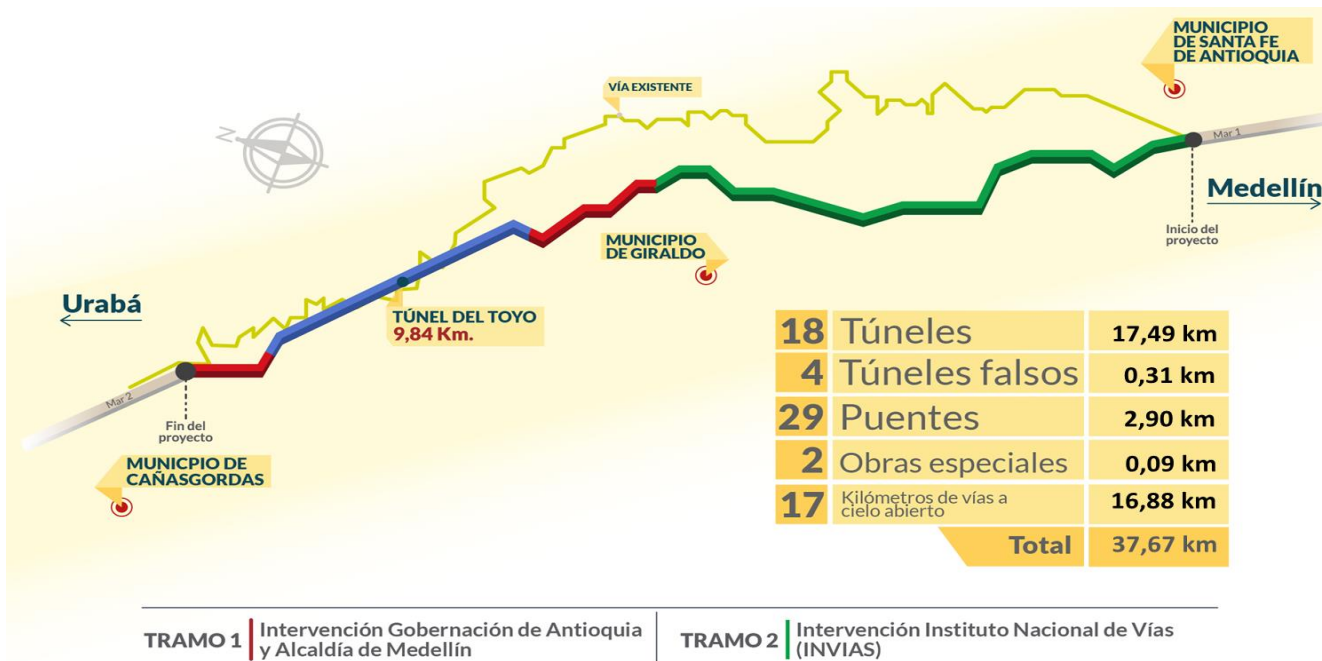 MUNICIPIO
DE SANTA FE
DE ANTIOQUIA
VÍA EXISTENTE
N
Mar 1
Medellín
Inicio del
proyecto
MUNICIPIO
DE GIRALDO
Urabá
TÚNEL DEL TOYO
9,84 Km.
Mar 2
Fin del
proyecto
MUNICPIO DE
CAÑASGORDAS
18 Túneles 17,49 km
4 Túneles falsos 0,31 km
29 Puentes 2,90 km
2 Obras especiales 0,09 km
17 Kilómetros de vías a
cielo abierto 16,88 km
Total 37,67 km
TRAMO 1 Intervención Gobernación de Antioquia
y Alcaldía de Medellín
TRAMO 2 Intervención Instituto Nacional de Vías
(INVIAS)